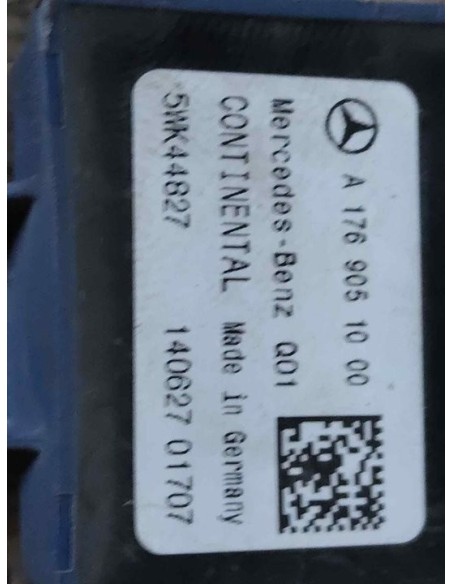 A 176 905 10 00
Mercedes-Benz Q01
CONTINENTAL Made in Germany
5WK44827 140627 01707